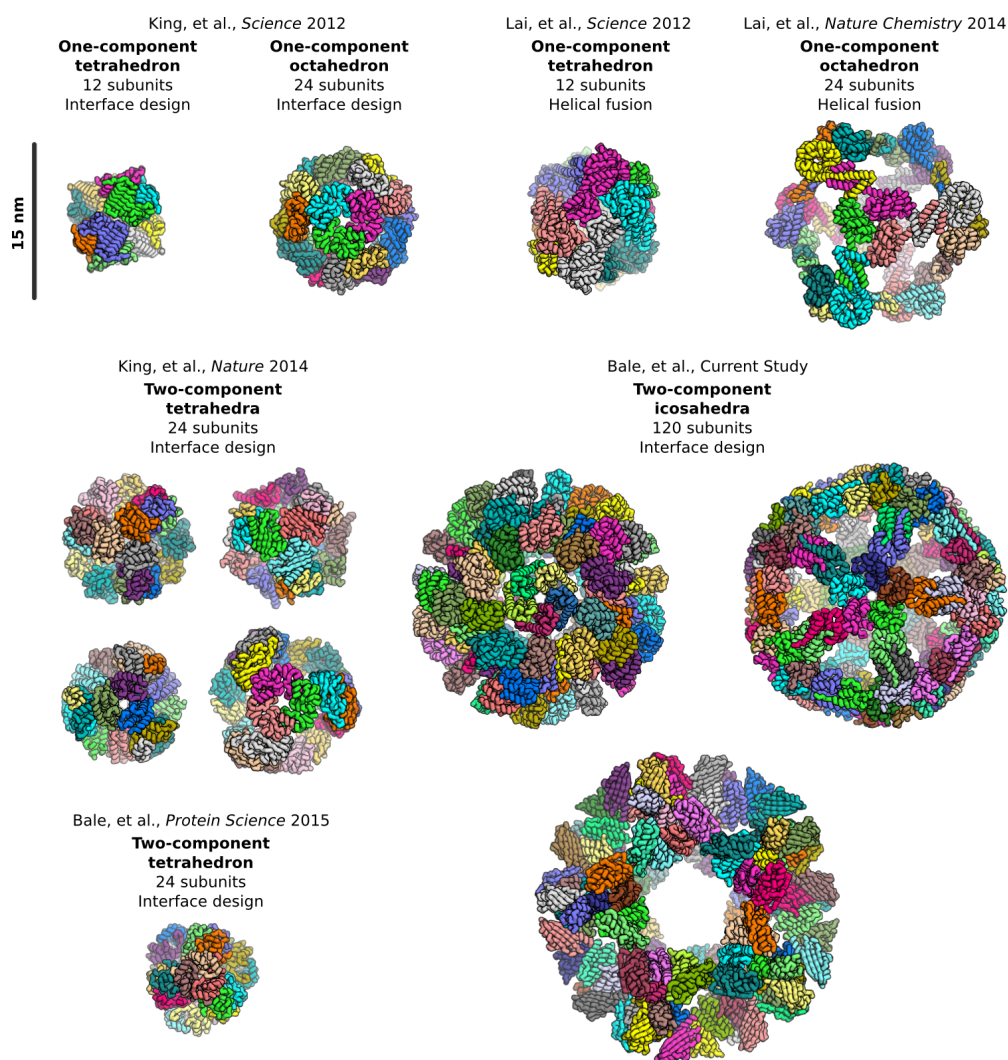 King, et al., Science 2012
One-component
tetrahedron
12 subunits
Interface design
One-component
octahedron
24 subunits
Interface design
Lai, et al., Science 2012
One-component
tetrahedron
12 subunits
Helical fusion
Lai, et al., Nature Chemistry 2014
One-component
octahedron
24 subunits
Helical fusion
15 nm
King, et al., Nature 2014
Two-component
tetrahedra
24 subunits
Interface design
Bale, et al., Current Study
Two-component
icosahedra
120 subunits
Interface design
Bale, et al., Protein Science 2015
Two-component
tetrahedron
24 subunits
Interface design